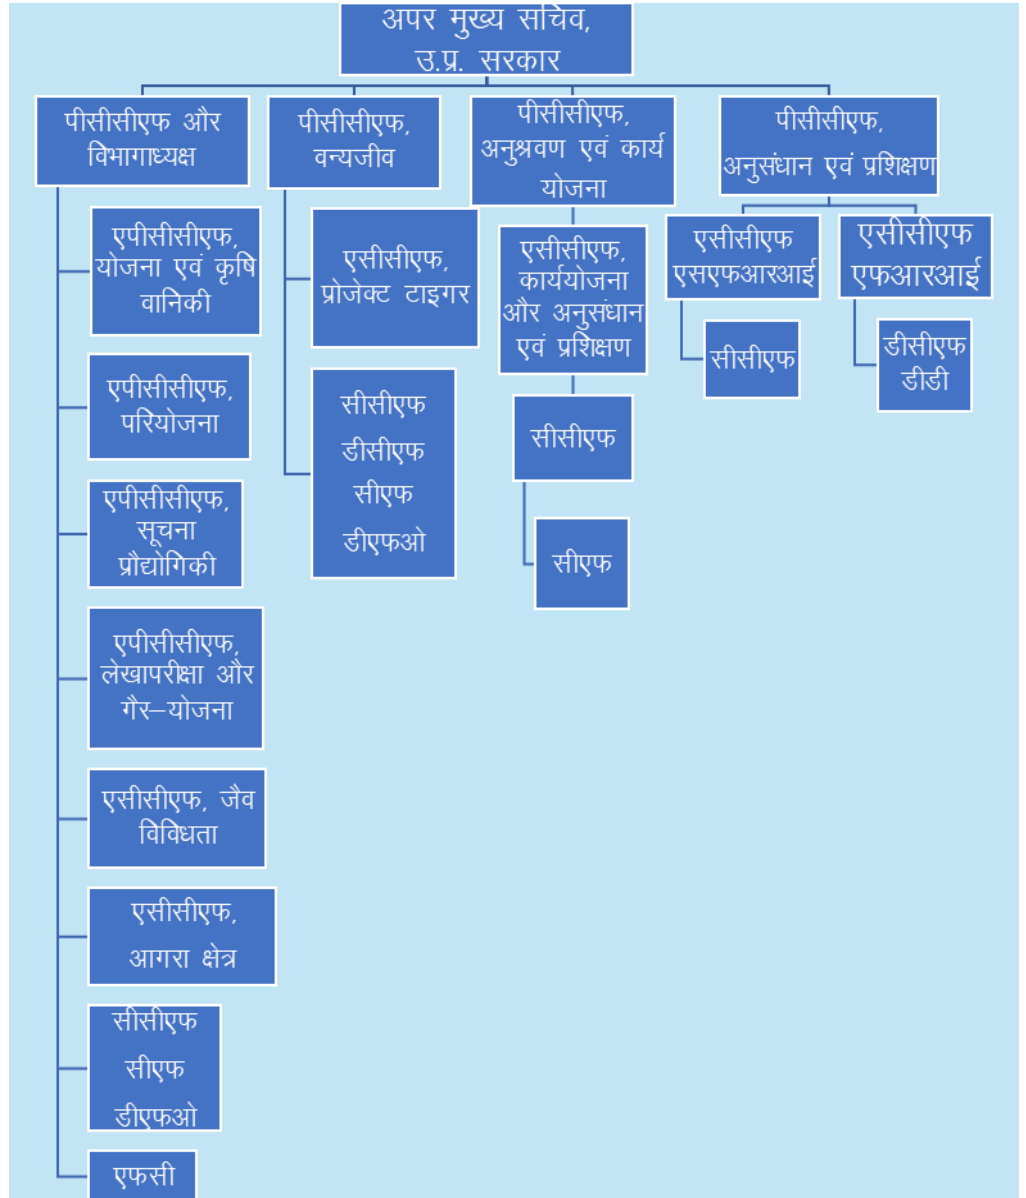 अपर मुख्य सचिव,
उ.प्र. सरकार
पीसीसीएफ और
विभागाध्यक्ष
एपीसीसीएफ,
योजना एवं कृषि
वानिकी
एपीसीसीएफ,
परियोजना
एपीसीसीएफ,
सूचना
प्रौद्योगिकी
एपीसीसीएफ,
लेखापरीक्षा और
गैर–योजना
एसीसीएफ, जैव
विविधता
एसीसीएफ,
आगरा क्षेत्र
सीसीएफ
सीएफ
डीएफओ
एफसी
पीसीसीएफ,
वन्यजीव
एसीसीएफ,
प्रोजेक्ट टाइगर
सीसीएफ
डीसीएफ
सीएफ
डीएफओ
पीसीसीएफ,
अनुश्रवण एवं कार्य
योजना
एसीसीएफ,
कार्ययोजना
और अनुसंधान
एवं प्रशिक्षण
सीसीएफ
सीएफ
पीसीसीएफ,
अनुसंधान एवं प्रशिक्षण
एसीसीएफ
एसएफआरआई
सीसीएफ
एसीसीएफ
एफआरआई
डीसीएफ
डीडी